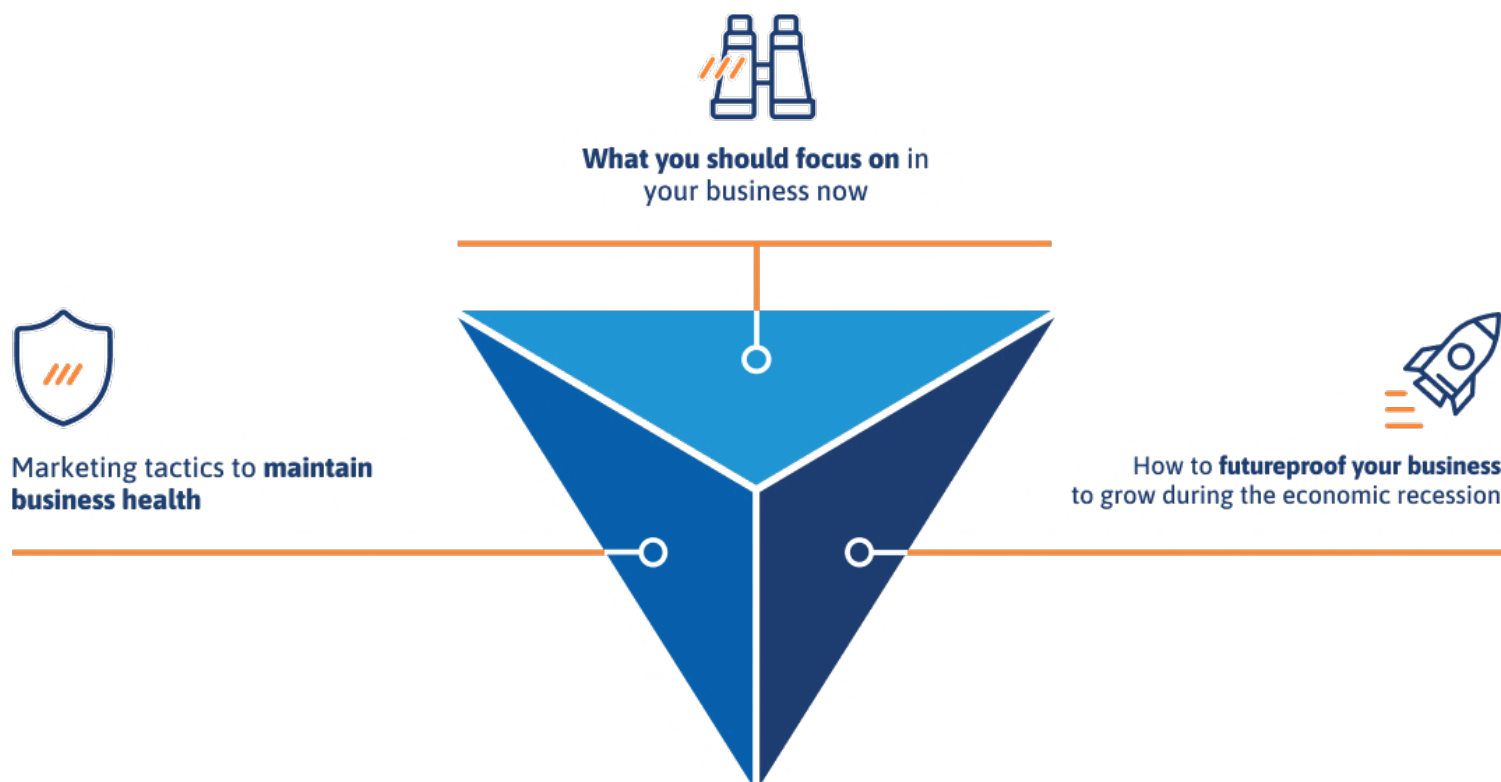 What you should focus on in
your business now
Marketing tactics to maintain
business health
How to futureproof your business
to grow during the economic recession